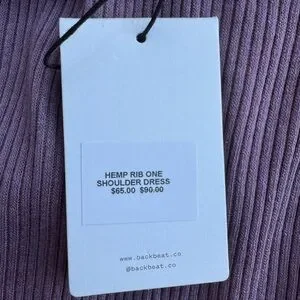 HEMP RIB ONE
SHOULDER DRESS
$65.00 $90.00
www.backbeat.co
@backbeat.co